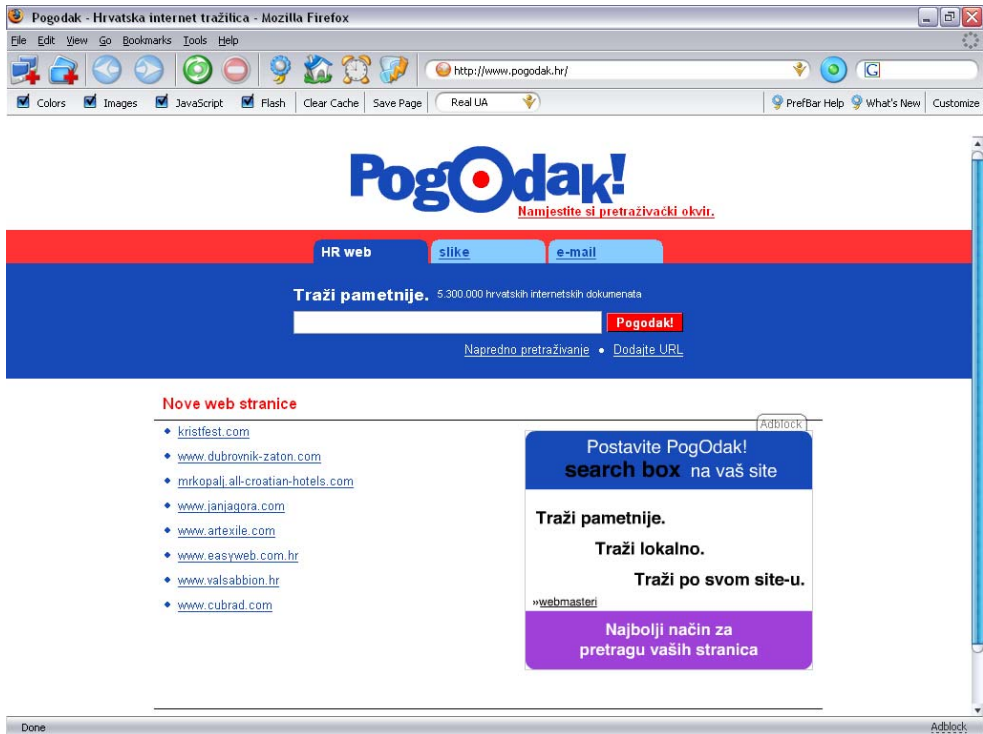 Pogodak - Hrvatska internet tražilica - Mozilla Firefox
File Edit View Go Bookmarks Tools Help
http://www.pogodak.hr/
G
Colors Images JavaScript Flash Clear Cache Save Page Real UA PrefBar Help What's New Customize
PogOdak!
Namjestite si pretraživački okvir.
HR web slike e-mail
Traži pametnije. 5.300.000 hrvatskih internetskih dokumenata
Pogodak!
Napredno pretraživanje • Dodajte URL
Nove web stranice
kristfest.com
www.dubrovnik-zaton.com
mrkopalj.all-croatian-hotels.com
www.janjagora.com
www.artexile.com
www.easyweb.com.hr
www.valsabbion.hr
www.cubrad.com
Adblock
Postavite PogOdak!
search box na vaš site
Traži pametnije.
Traži lokalno.
Traži po svom site-u.
»webmasteri
Najbolji način za
pretragu vaših stranica
Done Adblock